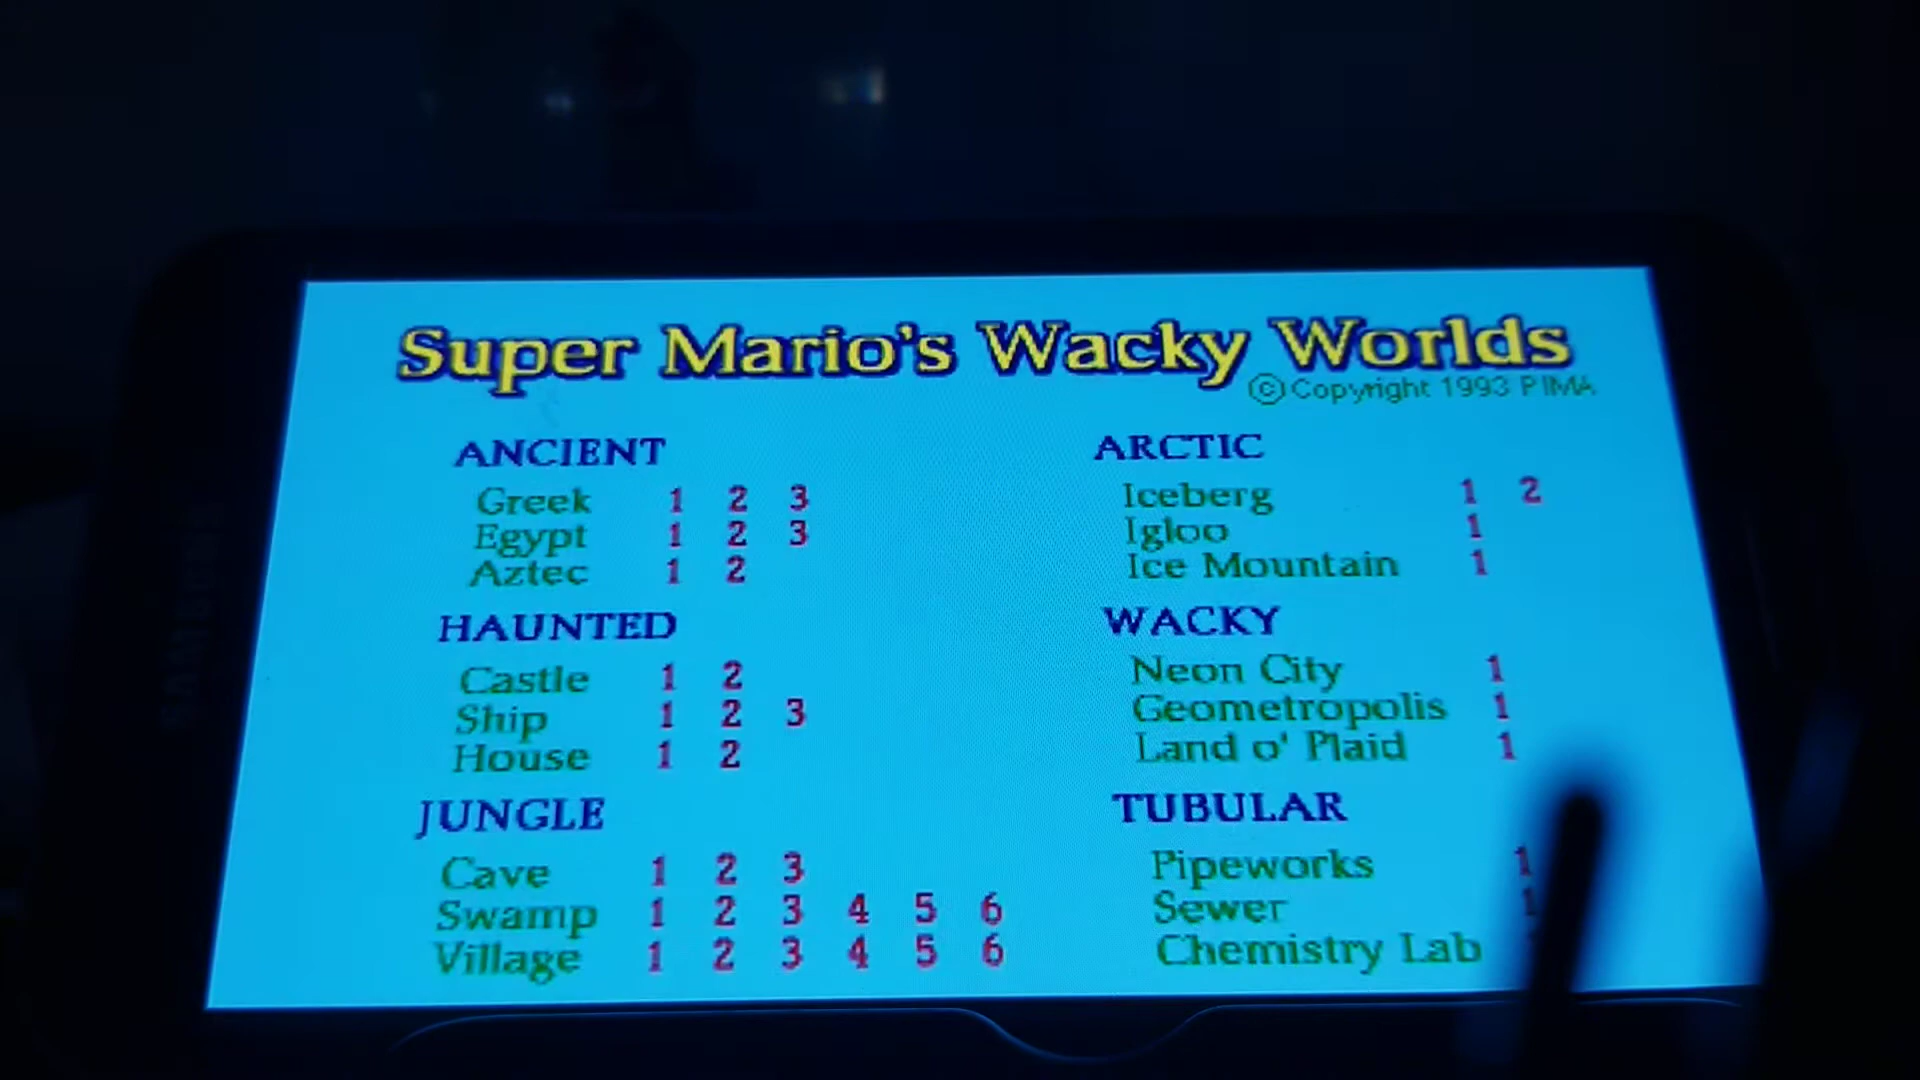 Super Mario's Wacky Worlds
©Copyright 1993 PIMA
ANCIENT
Greek 1 2 3
Egypt 1 2 3
Aztec 1 2
HAUNTED
Castle 1 2
Ship 1 2 3
House 1 2
JUNGLE
Cave 1 2 3
Swamp 1 2 3 4 5 6
Village 1 2 3 4 5 6
ARCTIC
Iceberg 1 2
Igloo 1
Ice Mountain 1
WACKY
Neon City 1
Geometropolis 1
Land o' Plaid 1
TUBULAR
Pipeworks 1
Sewer 1
Chemistry Lab